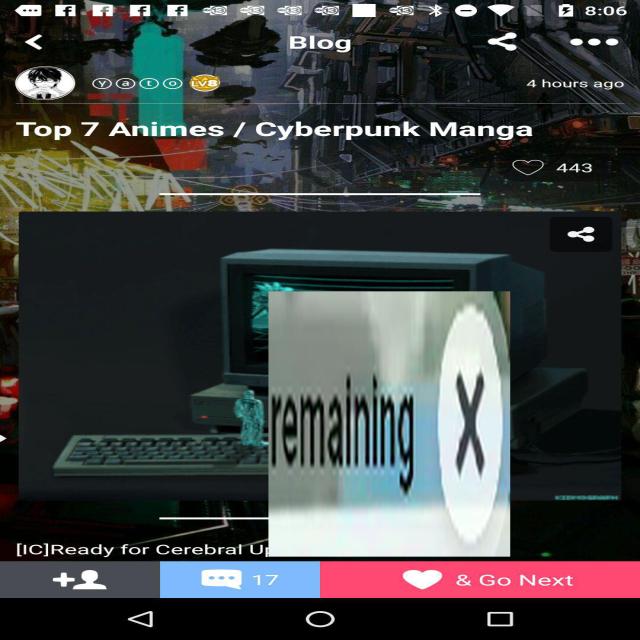 8:06
Blog
ⓨⓐⓣⓞ LV8
4 hours ago
Top 7 Animes / Cyberpunk Manga
443
remaining X
[IC]Ready for Cerebral
17
& Go Next